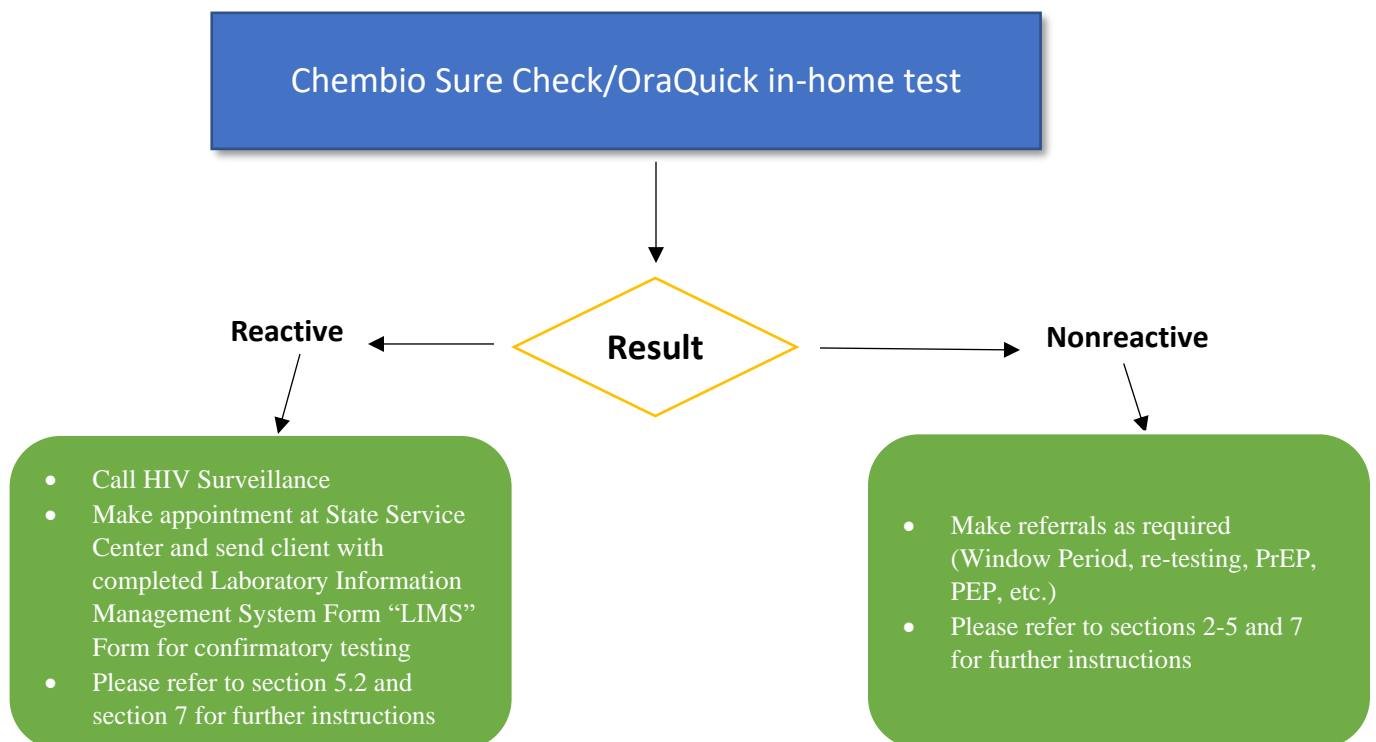 Chembio Sure Check/OraQuick in-home test
Result
Reactive
Nonreactive
• Call HIV Surveillance
• Make appointment at State Service
Center and send client with
completed Laboratory Information
Management System Form “LIMS”
Form for confirmatory testing
• Please refer to section 5.2 and
section 7 for further instructions
• Make referrals as required
(Window Period, re-testing, PrEP,
PEP, etc.)
• Please refer to sections 2-5 and 7
for further instructions